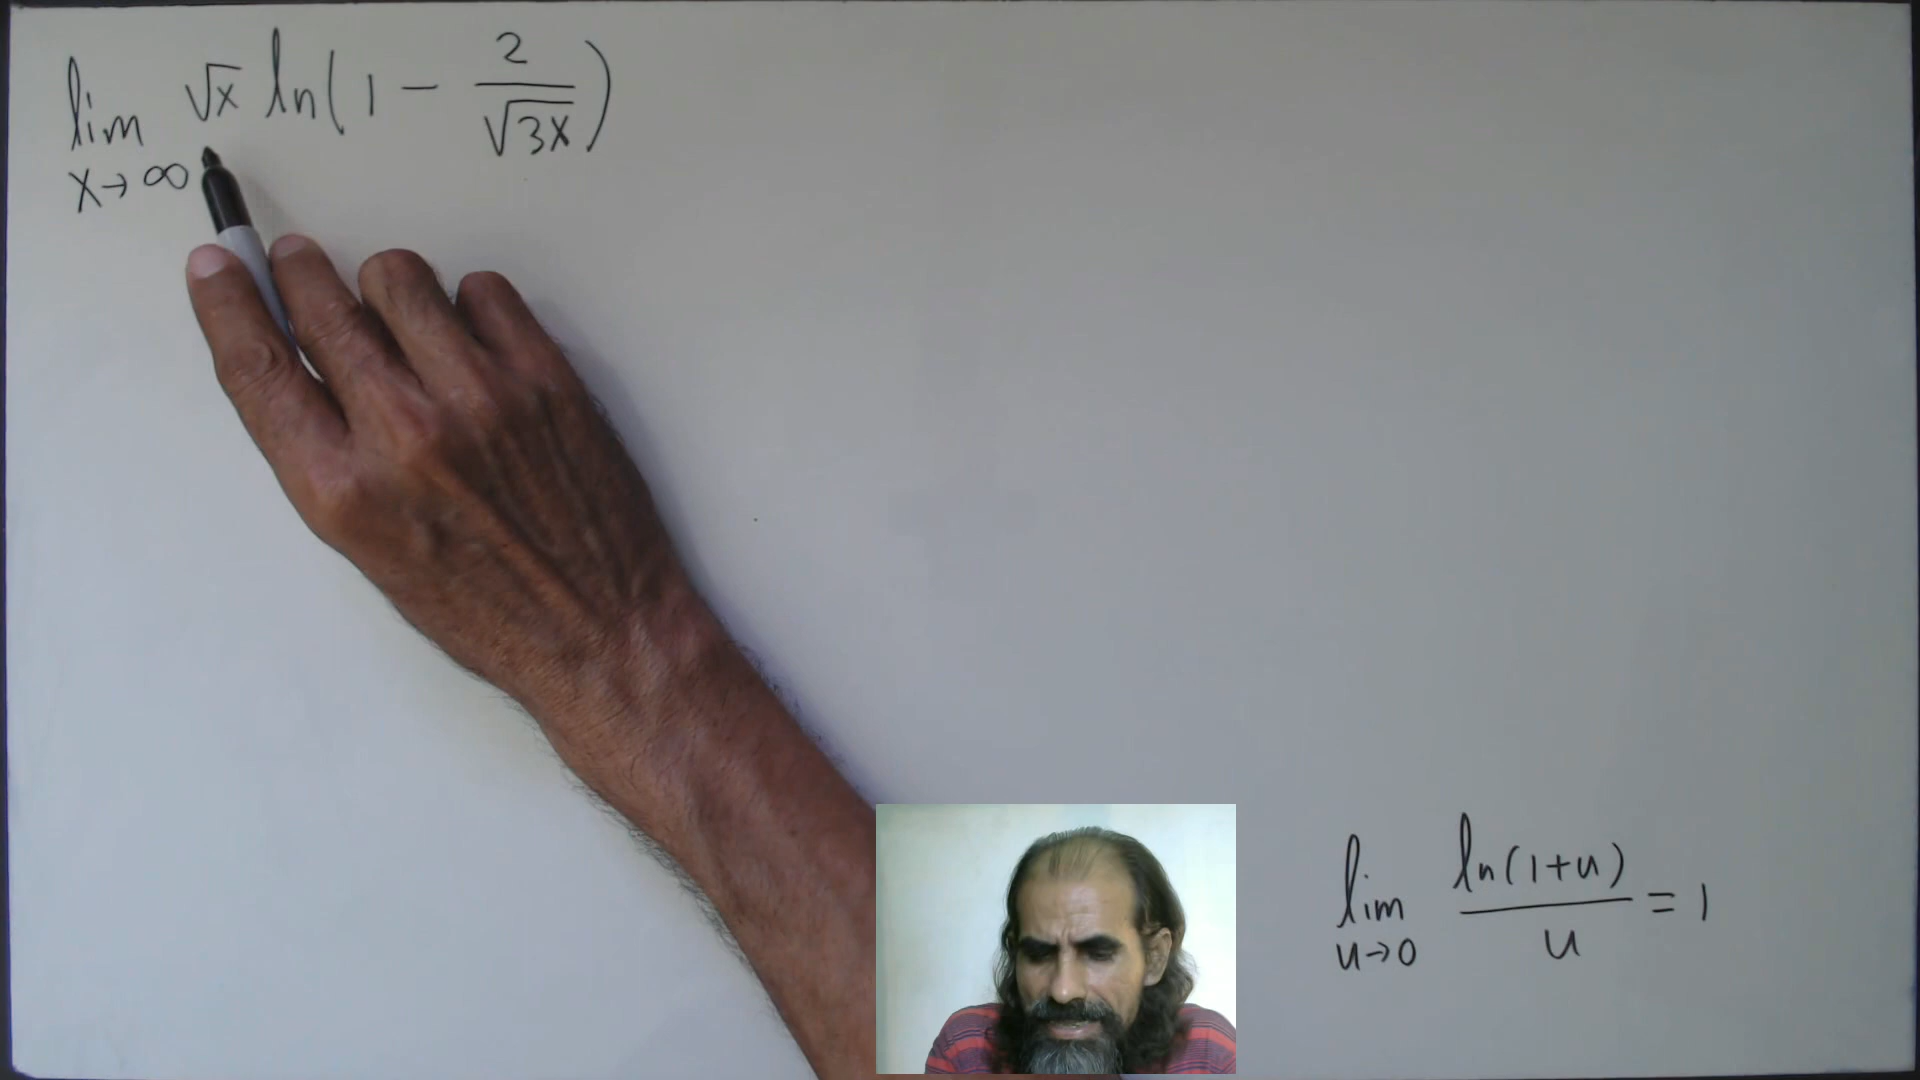 lim x→∞ √x ln(1 - 2/√3x)
lim u→0 ln(1+u)/u = 1